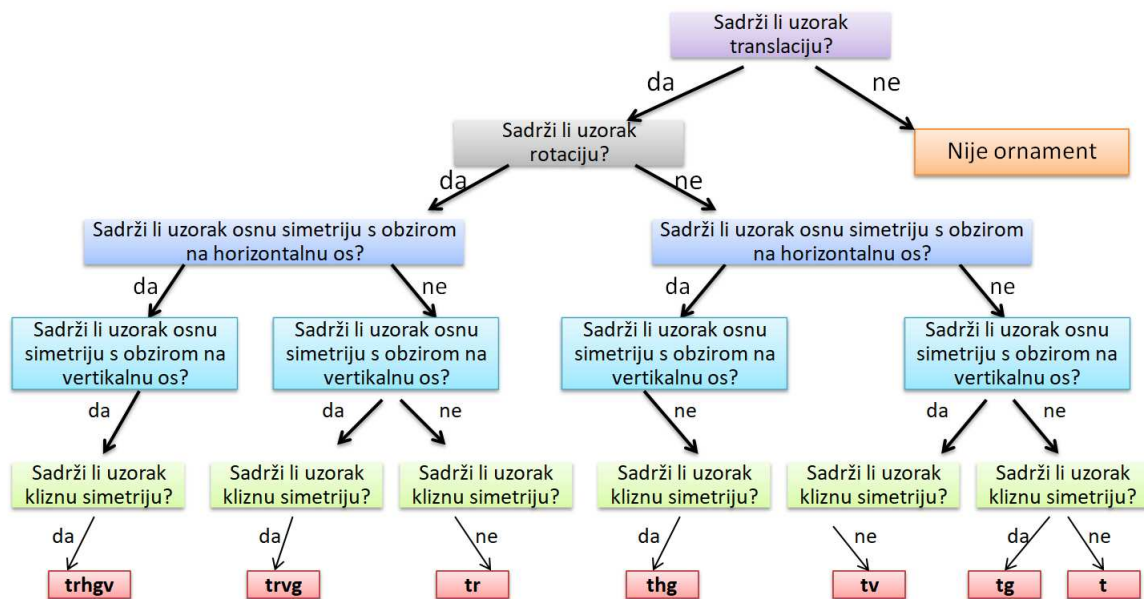 Sadrži li uzorak
translaciju?
da
ne
Sadrži li uzorak
rotaciju?
Nije ornament
da
ne
Sadrži li uzorak osnu simetriju s obzirom
na horizontalnu os?
Sadrži li uzorak osnu simetriju s obzirom
na horizontalnu os?
da
ne
da
ne
Sadrži li uzorak osnu
simetriju s obzirom na
vertikalnu os?
Sadrži li uzorak osnu
simetriju s obzirom na
vertikalnu os?
Sadrži li uzorak osnu
simetriju s obzirom na
vertikalnu os?
Sadrži li uzorak osnu
simetriju s obzirom na
vertikalnu os?
da
da
ne
ne
da
ne
Sadrži li uzorak
kliznu simetriju?
Sadrži li uzorak
kliznu simetriju?
Sadrži li uzorak
kliznu simetriju?
Sadrži li uzorak
kliznu simetriju?
Sadrži li uzorak
kliznu simetriju?
Sadrži li uzorak
kliznu simetriju?
da
da
ne
da
ne
da
ne
trhgv
trvg
tr
thg
tv
tg
t